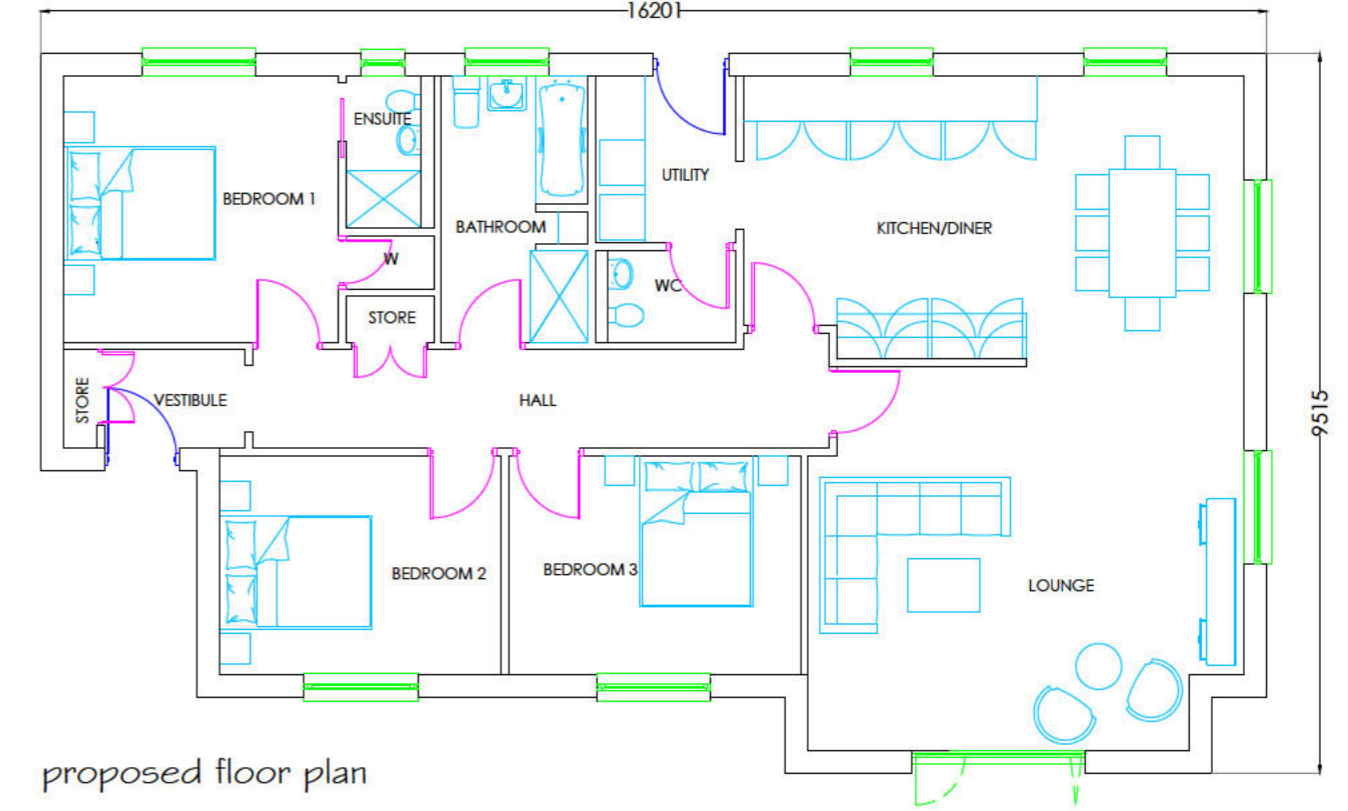 16201
ENSUITE
UTILITY
BEDROOM 1
BATHROOM
KITCHEN/DINER
W
WC
STORE
STORE
VESTIBULE
HALL
9515
BEDROOM 2
BEDROOM 3
LOUNGE
proposed floor plan